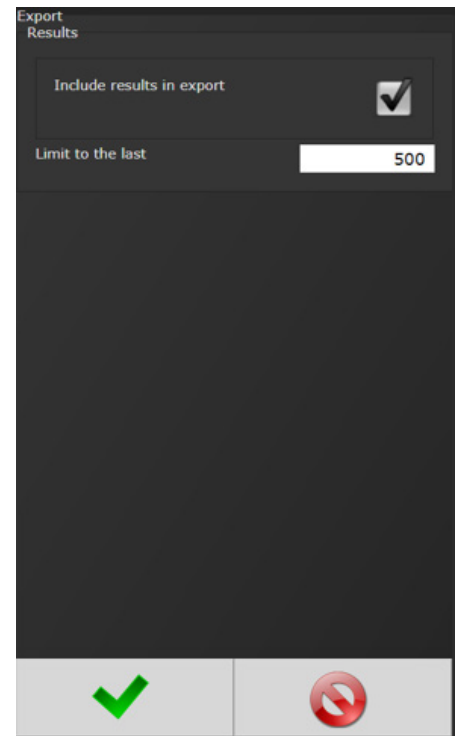 Export
Results
Include results in export
Limit to the last
500